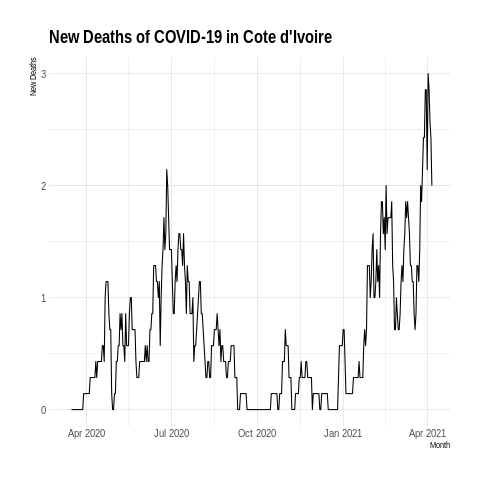 New Deaths of COVID-19 in Cote d'Ivoire
New Deaths
3
2
1
0
Apr 2020 Jul 2020 Oct 2020 Jan 2021 Apr 2021
Month